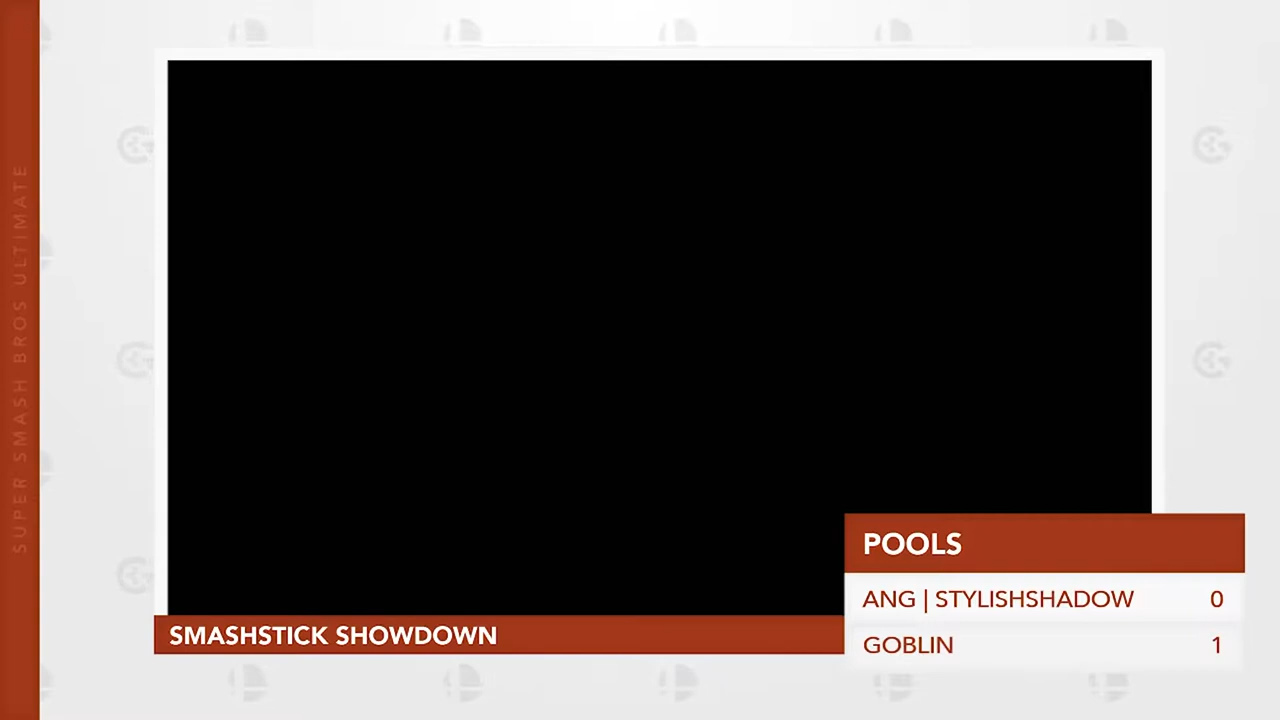 SUPER SMASH BROS ULTIMATE
POOLS
ANG | STYLISHSHADOW 0
GOBLIN 1
SMASHSTICK SHOWDOWN